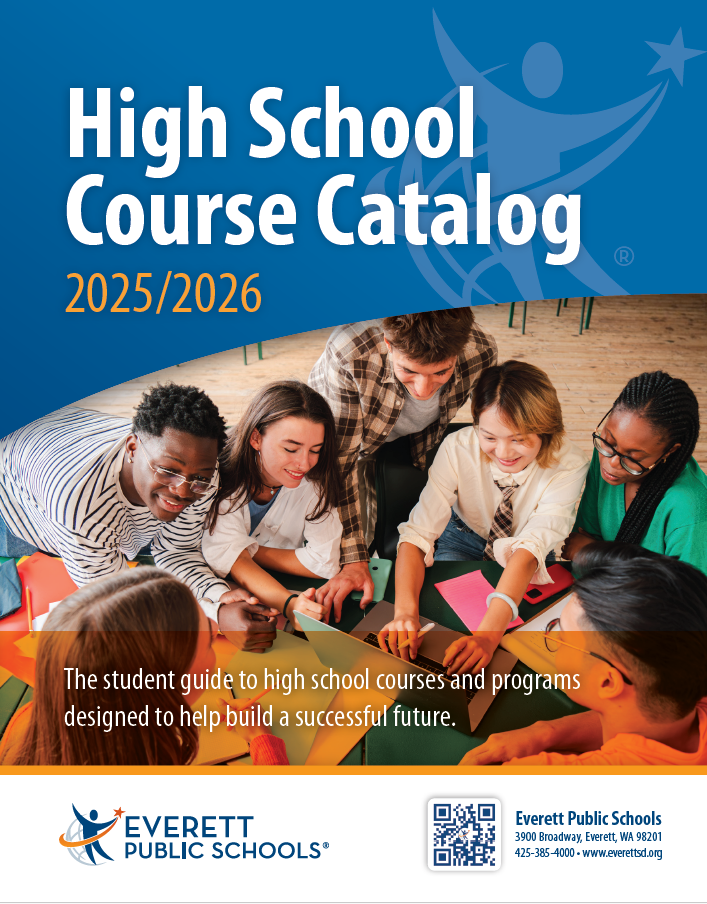 High School
Course Catalog
2025/2026
®
The student guide to high school courses and programs
designed to help build a successful future.
EVERETT
PUBLIC SCHOOLS®
Everett Public Schools
3900 Broadway, Everett, WA 98201
425-385-4000 • www.everettsd.org